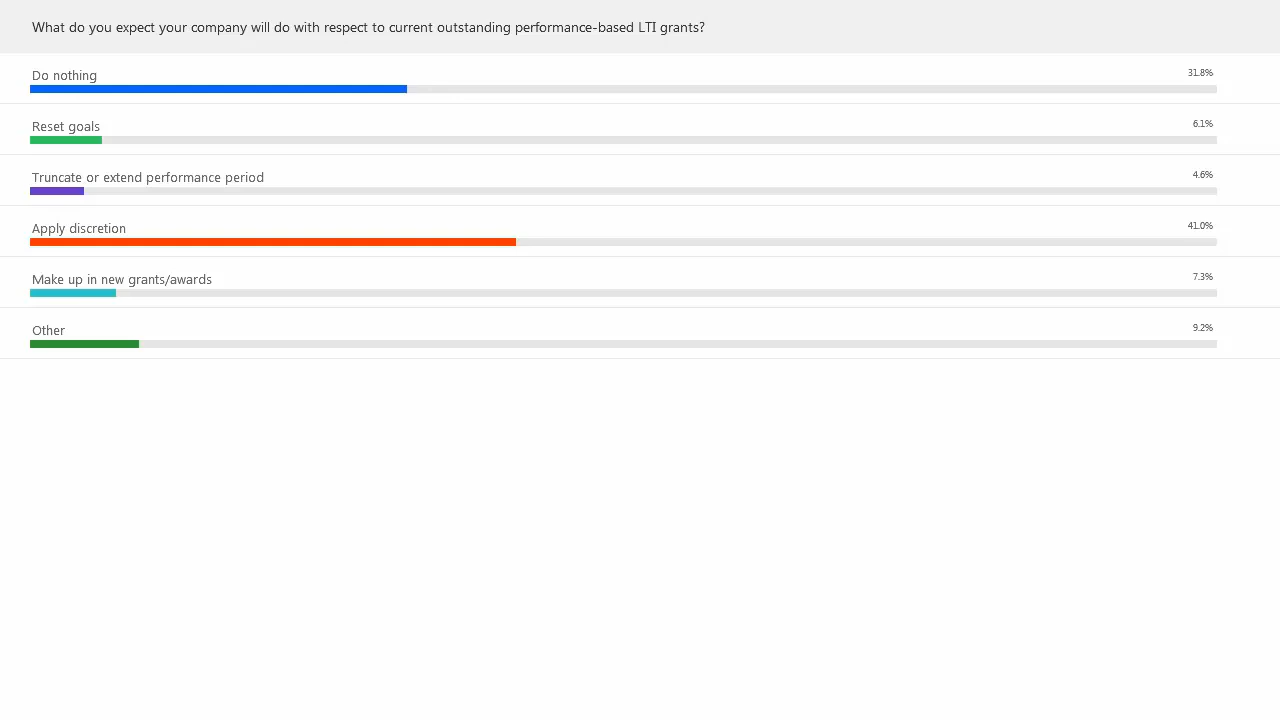 What do you expect your company will do with respect to current outstanding performance-based LTI grants?
Do nothing
31.8%
Reset goals
6.1%
Truncate or extend performance period
4.6%
Apply discretion
41.0%
Make up in new grants/awards
7.3%
Other
9.2%